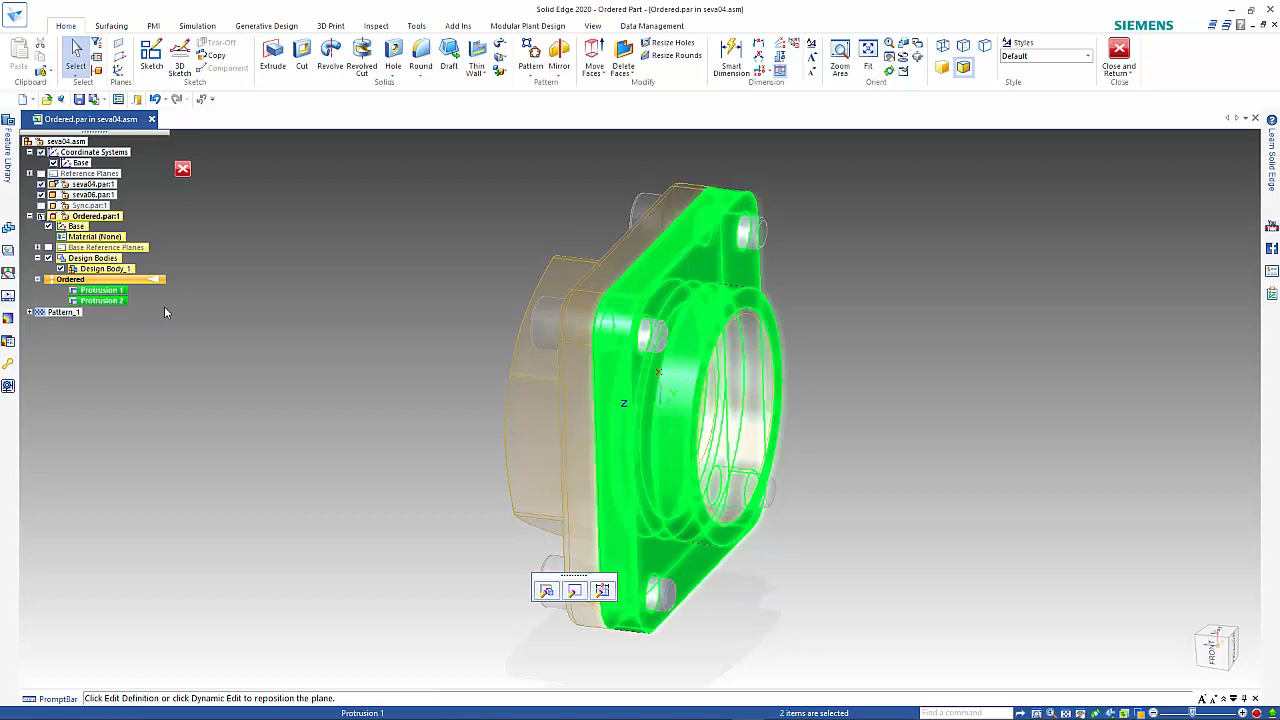 Solid Edge 2020 - Ordered Part - [Ordered.par in seva04.asm]
Home Surfacing PMI Simulation Generative Design 3D Print Inspect Tools Add Ins Modular Plant Design View Data Management
SIEMENS
Paste
Select
Sketch
3D Sketch
Tear-Off
Copy
Component
Extrude Cut Revolve Revolved Cut Hole Round Draft Thin Wall
Pattern Mirror
Move Faces Delete Faces
Resize Holes
Resize Rounds
Smart Dimension
Zoom Area Fit
Styles
Default
Close and Return
Clipboard Select Planes Sketch Solids Pattern Modify Dimension Orient Style Close
Ordered.par in seva04.asm
Feature Library
Learn Solid Edge
seva04.asm
Coordinate Systems
Base
Reference Planes
seva04.par:1
seva06.par:1
Sync.par:1
Ordered.par:1
Base
Material (None)
Base Reference Planes
Design Bodies
Design Body_1
Ordered
Protrusion 1
Protrusion 2
Pattern_1
X
Y
Z
FRONT
PromptBar Click Edit Definition or click Dynamic Edit to reposition the plane.
Protrusion 1 2 items are selected Find a command